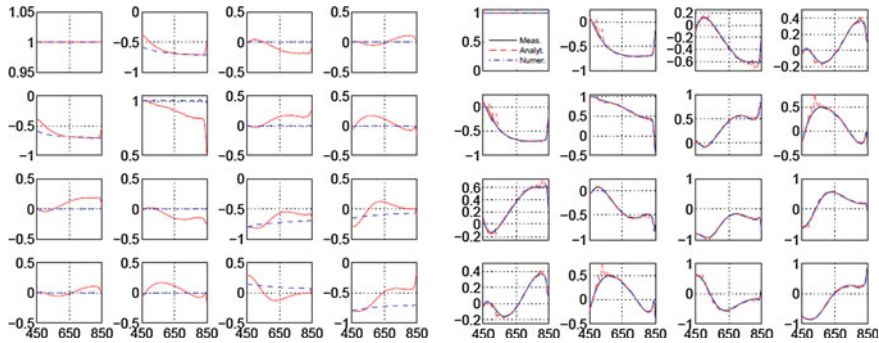 1.05 0 0.5 0.5 1 0 0.2 0.4
Meas.
0 0.2
1 −0.5 0 0 0.5 −0.2 0
Analyt.
−0.5 −0.4
Numer.
−0.6 −0.2
0.95 −1 −0.5 −0.5 0 −1
0 1 0.5 0.5 1 1 1
0 0.5 0.5 0.5
−0.5 0 0 −0.5 0 0 0
−1 0.5 −0.5 −0.5 −1 −0.5 −0.5 −0.5
0.5 0.5 0 0.5 0.6 0 1 1
0.4
0 0 −0.5 0 0.2 −0.5 0 0
0
−0.5 −0.5 −1 −0.5 −0.2 −1 −1 −1
0.5 0.5 0.5 0 0.4 1 1 1
0.2 0.5
0 0 0 −0.5 0 0 0 0
−0.2
−0.5 −0.5 −0.5 −1 −0.5 −1 −1
450 650 850 450 650 850 450 650 850 450 650 850 450 650 850 450 650 850 450 650 850 450 650 850